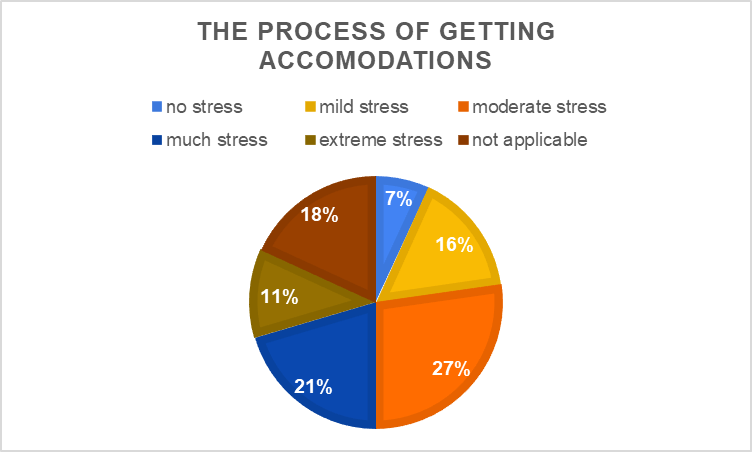 THE PROCESS OF GETTING
ACCOMODATIONS
no stress mild stress moderate stress
much stress extreme stress not applicable
7%
18%
16%
11%
27%
21%